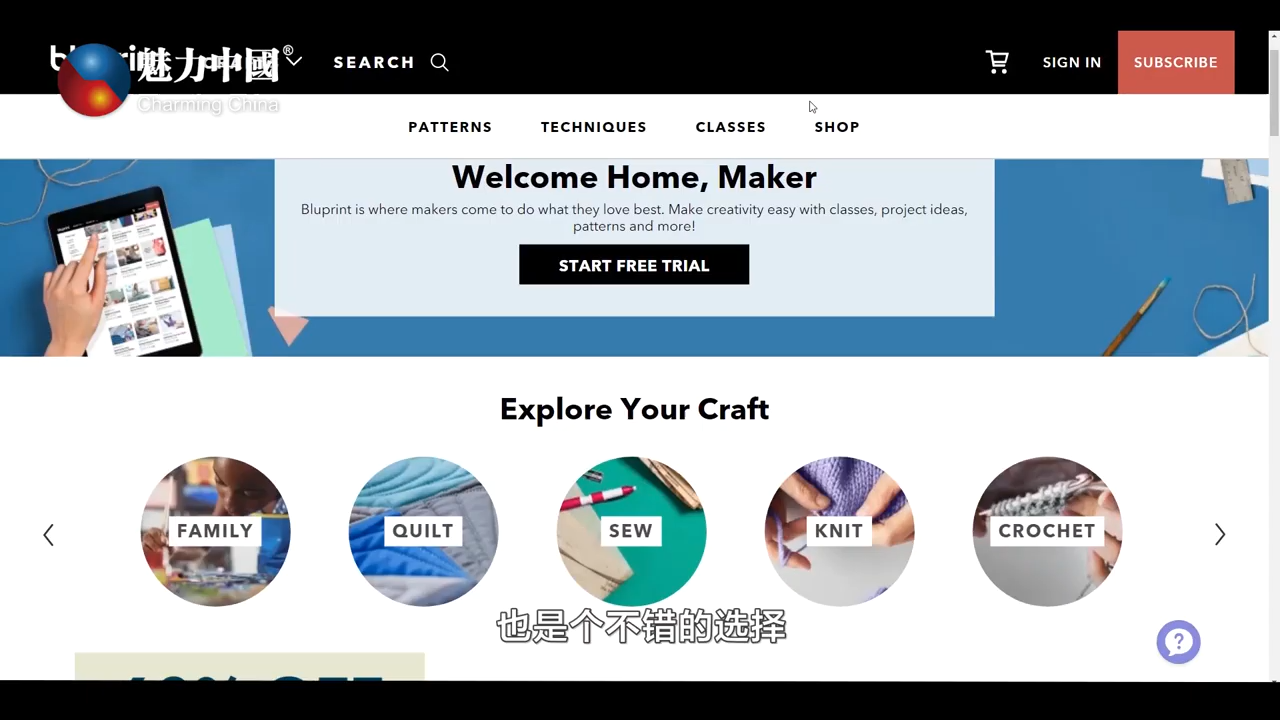 魅力中國®
Charming China
SEARCH
SIGN IN
SUBSCRIBE
PATTERNS
TECHNIQUES
CLASSES
SHOP
Welcome Home, Maker
Bluprint is where makers come to do what they love best. Make creativity easy with classes, project ideas,
patterns and more!
START FREE TRIAL
Explore Your Craft
FAMILY
QUILT
SEW
KNIT
CROCHET
也是个不错的选择